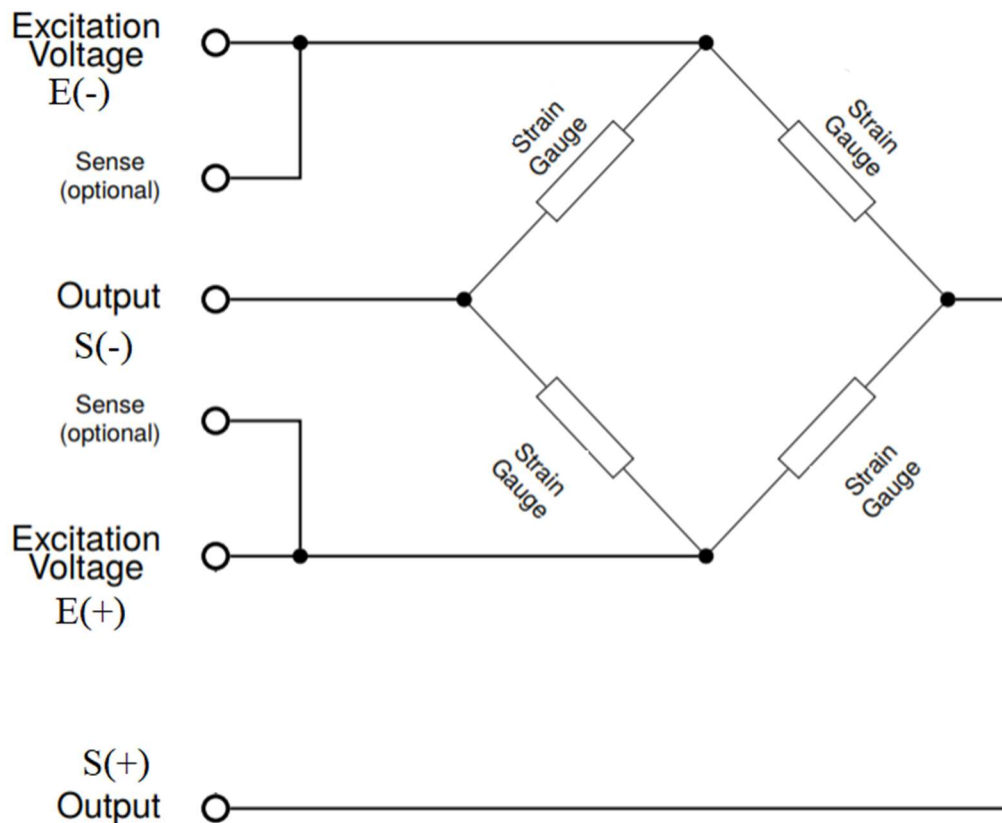 Excitation
Voltage
E(-)
Sense
(optional)
Output
S(-)
Sense
(optional)
Excitation
Voltage
E(+)
S(+)
Output
Strain
Gauge
Strain
Gauge
Strain
Gauge
Strain
Gauge